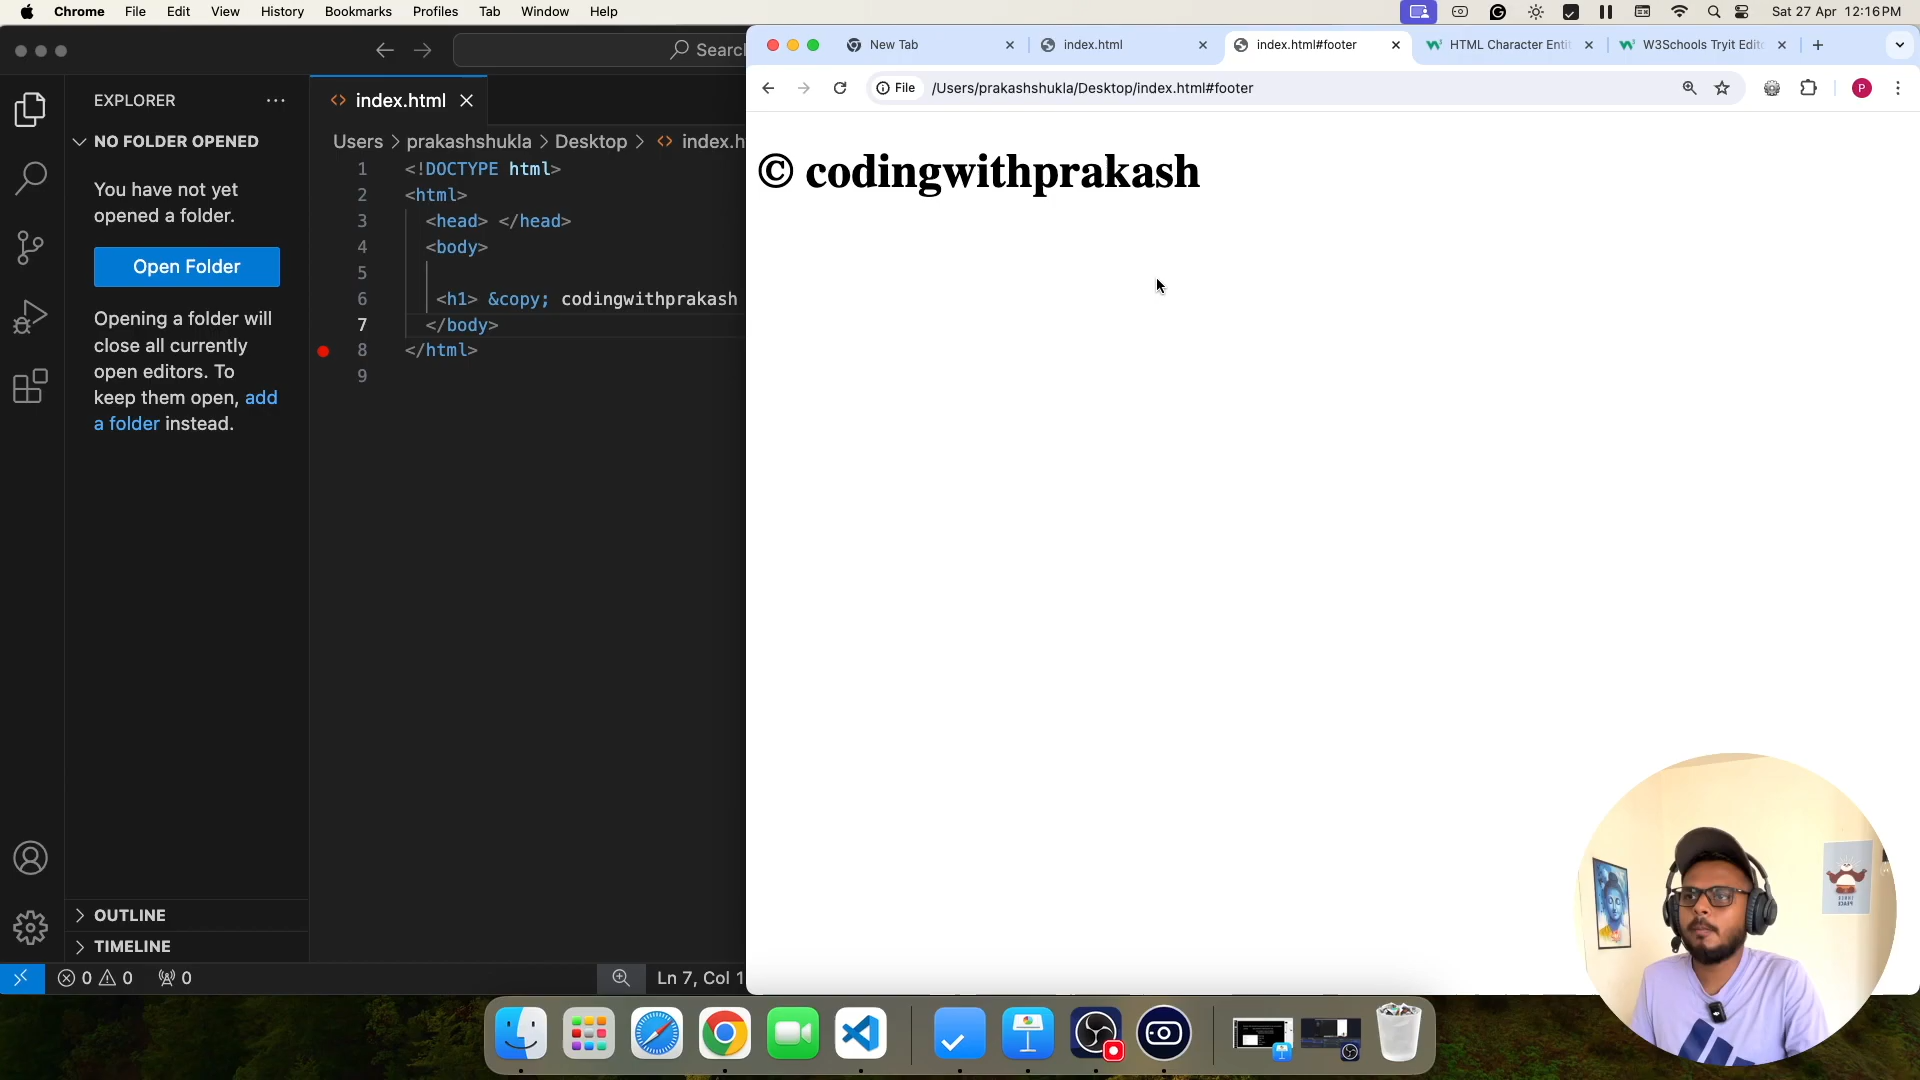 Chrome File Edit View History Bookmarks Profiles Tab Window Help Sat 27 Apr 12:16 PM
Search
New Tab
index.html
index.html#footer
HTML Character Enti
W3Schools Tryit Edit
File /Users/prakashshukla/Desktop/index.html#footer
P
EXPLORER
NO FOLDER OPENED
You have not yet
opened a folder.
Open Folder
Opening a folder will
close all currently
open editors. To
keep them open, add
a folder instead.
OUTLINE
TIMELINE
<> index.html
Users > prakashshukla > Desktop > <> index.h
1 <!DOCTYPE html>
2 <html>
3 <head> </head>
4 <body>
5
6 <h1> &copy; codingwithprakash
7 </body>
8 </html>
9
0 0 0
Ln 7, Col 1
© codingwithprakash